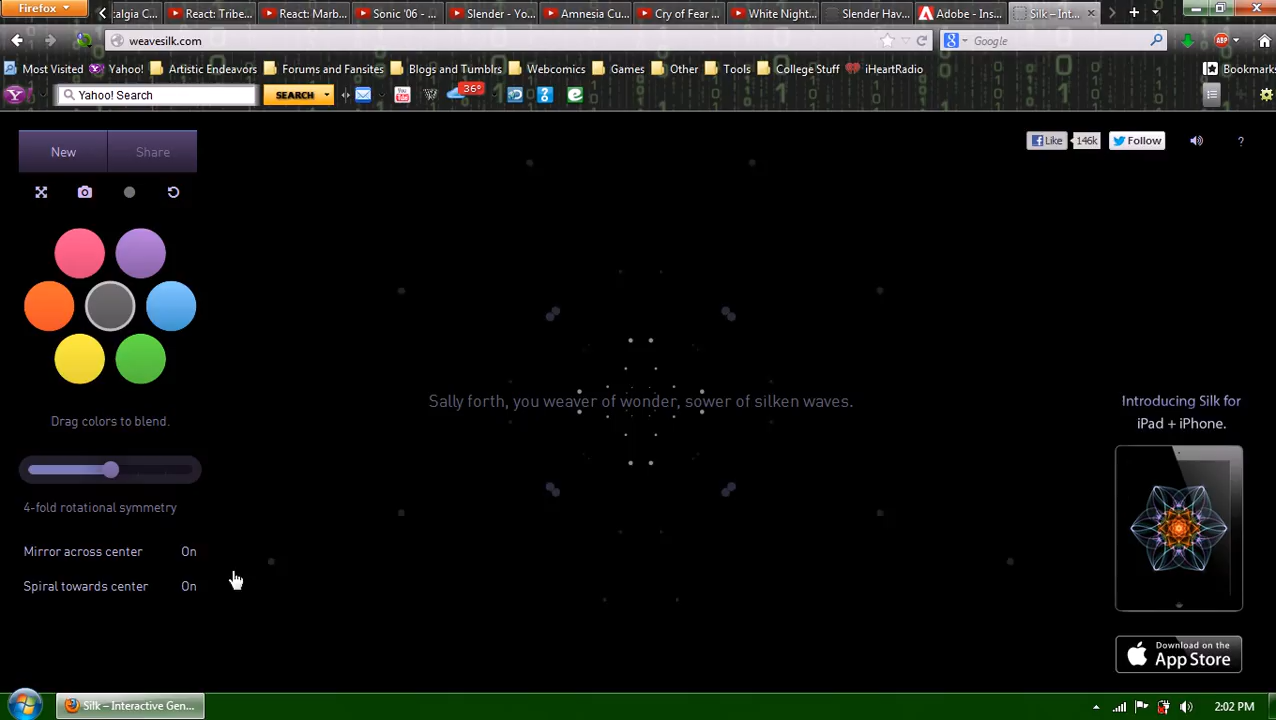 Firefox
talgia C...
React: Tribe...
React: Marb...
Sonic '06 - ...
Slender - Yo...
Amnesia Cu...
Cry of Fear ...
White Night...
Slender Hav...
Adobe - Ins...
Silk – Int...
weavesilk.com
Google
ABP
Most Visited
Yahoo!
Artistic Endeavors
Forums and Fansites
Blogs and Tumblrs
Webcomics
Games
Other
Tools
College Stuff
iHeartRadio
Bookmarks
Yahoo! Search
SEARCH
36°
New
Share
Like
146k
Follow
?
Drag colors to blend.
4-fold rotational symmetry
Mirror across center On
Spiral towards center On
Sally forth, you weaver of wonder, sower of silken waves.
Introducing Silk for
iPad + iPhone.
Download on the
App Store
Silk – Interactive Gen...
2:02 PM